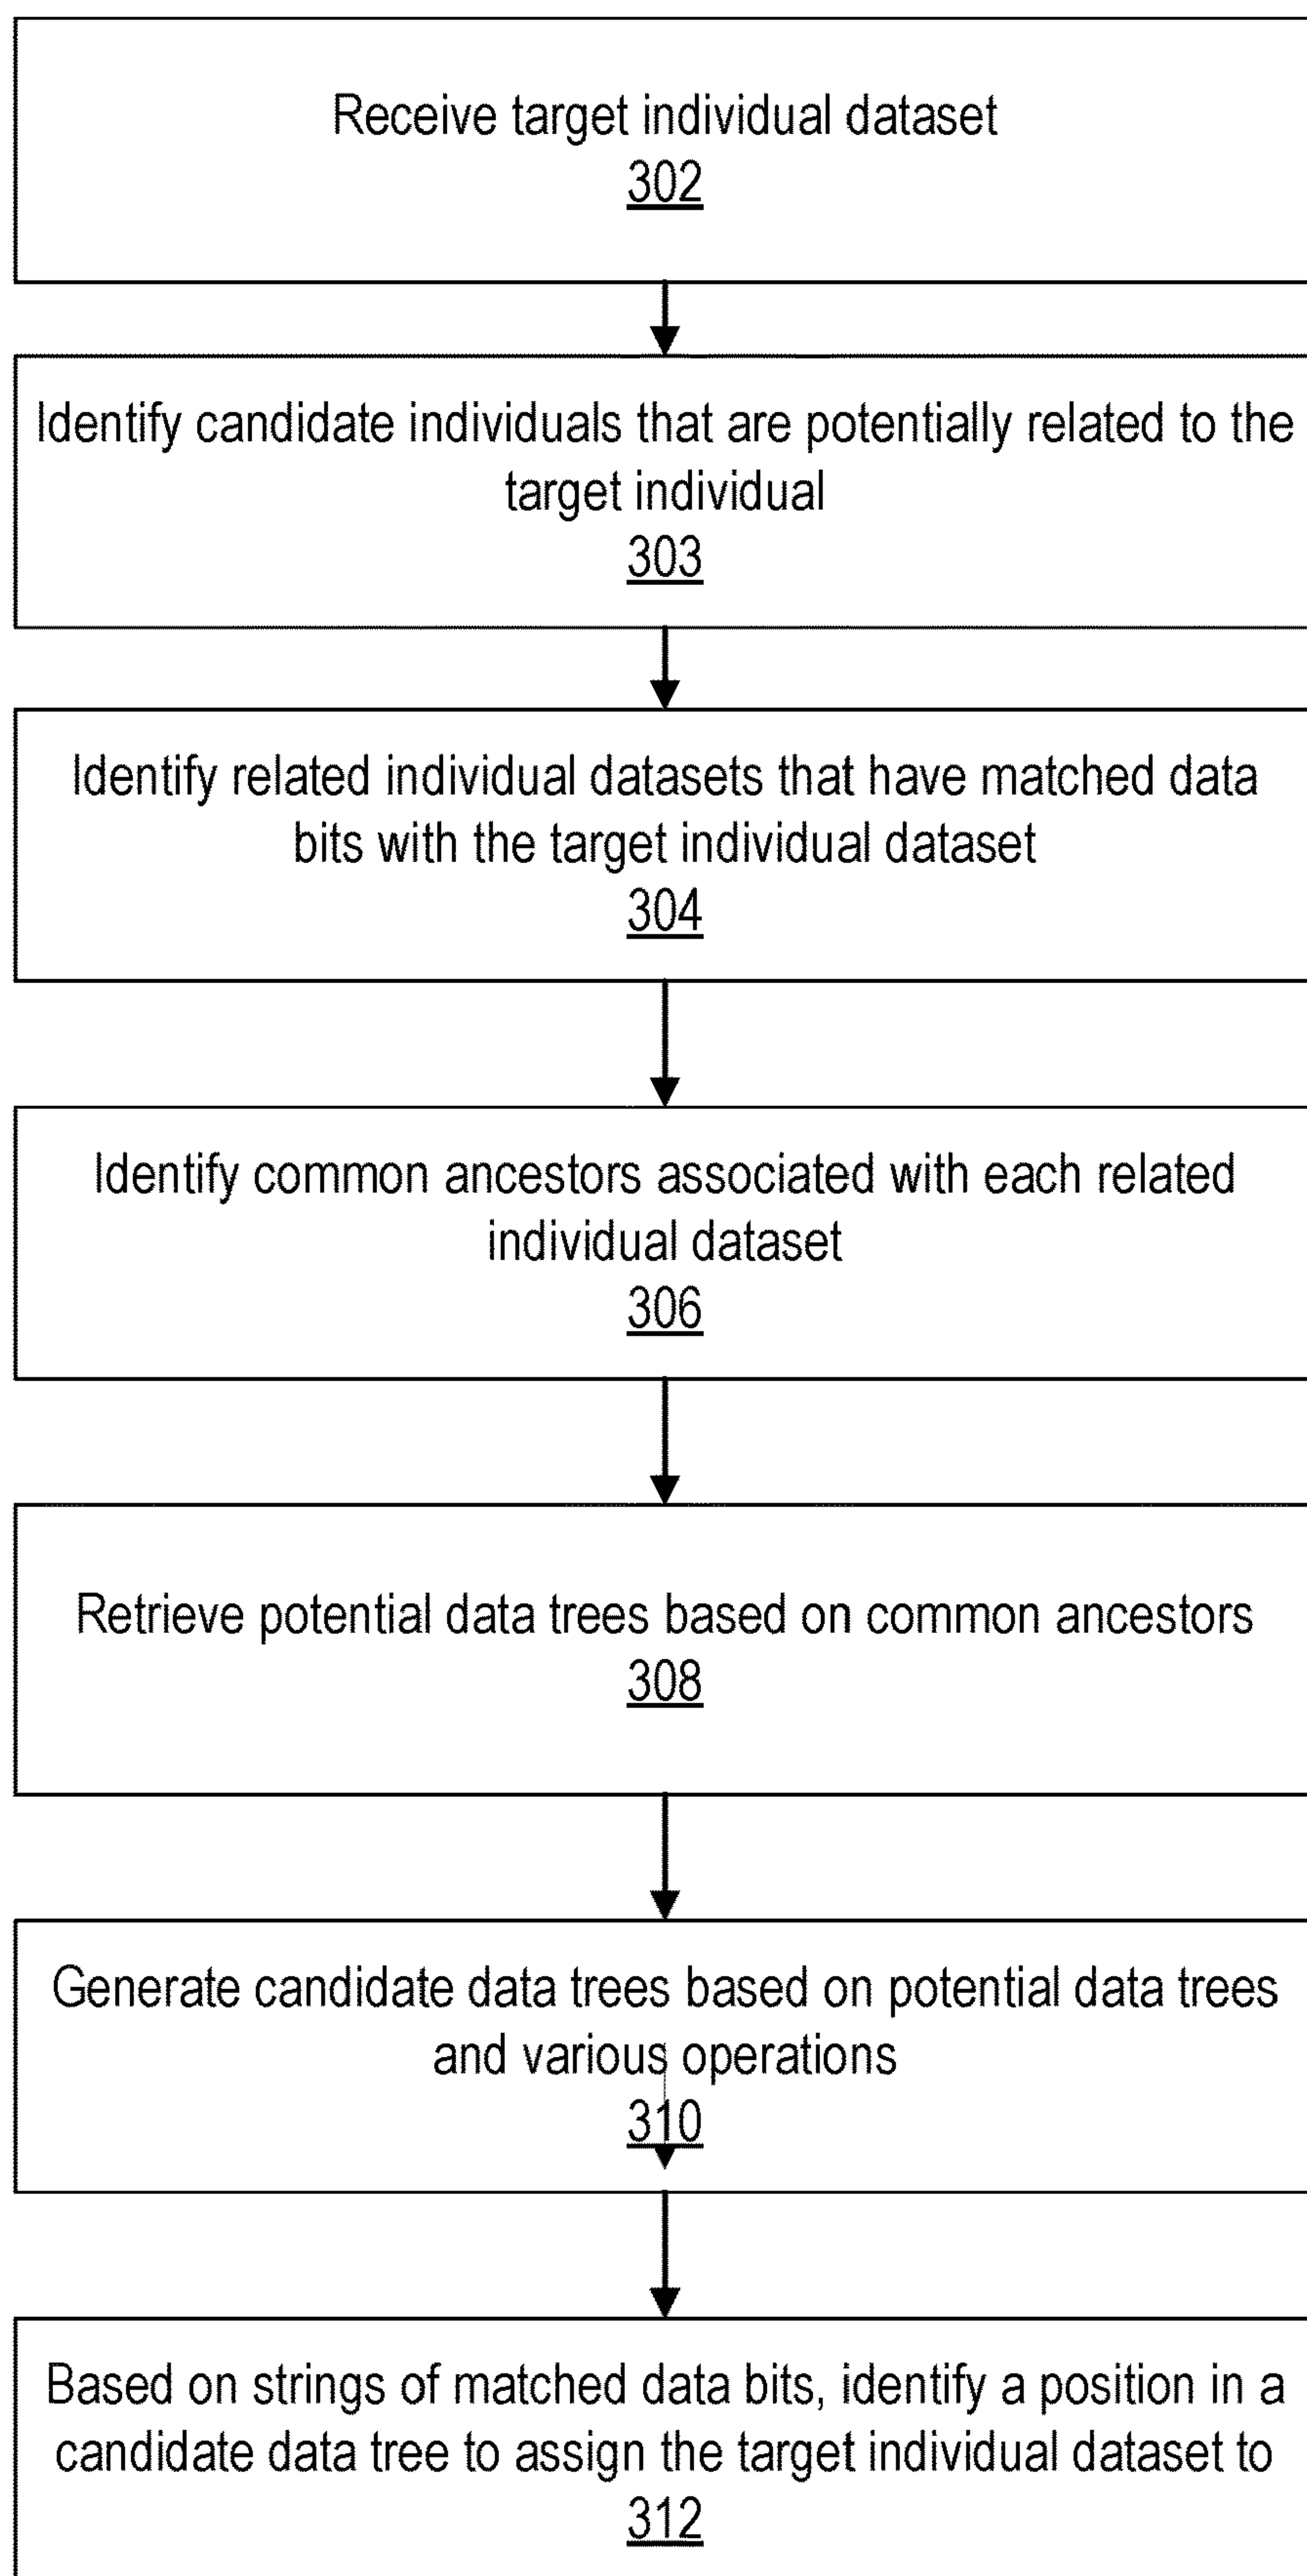 Receive target individual dataset
302
Identify candidate individuals that are potentially related to the
target individual
303
Identify related individual datasets that have matched data
bits with the target individual dataset
304
Identify common ancestors associated with each related
individual dataset
306
Retrieve potential data trees based on common ancestors
308
Generate candidate data trees based on potential data trees
and various operations
310
Based on strings of matched data bits, identify a position in a
candidate data tree to assign the target individual dataset to
312